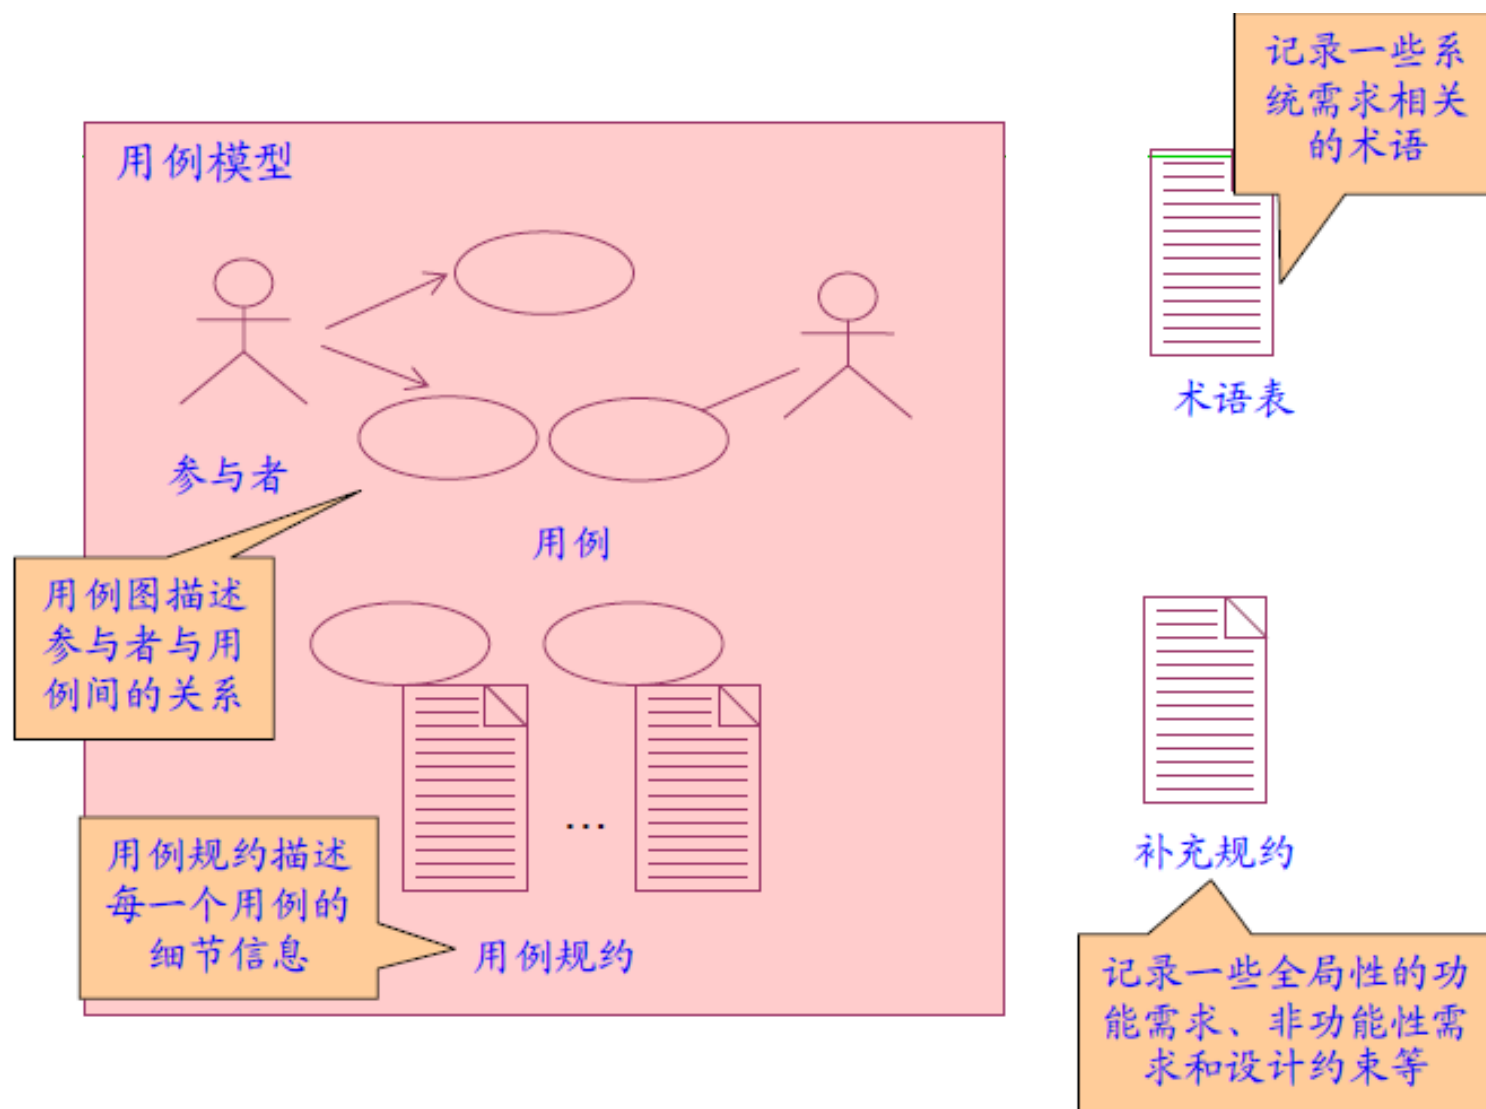 记录一些系
统需求相关
的术语
用例模型
术语表
参与者
用例
用例图描述
参与者与用
例间的关系
...
用例规约描述
每一个用例的
细节信息
用例规约
补充规约
记录一些全局性的功
能需求、非功能性需
求和设计约束等